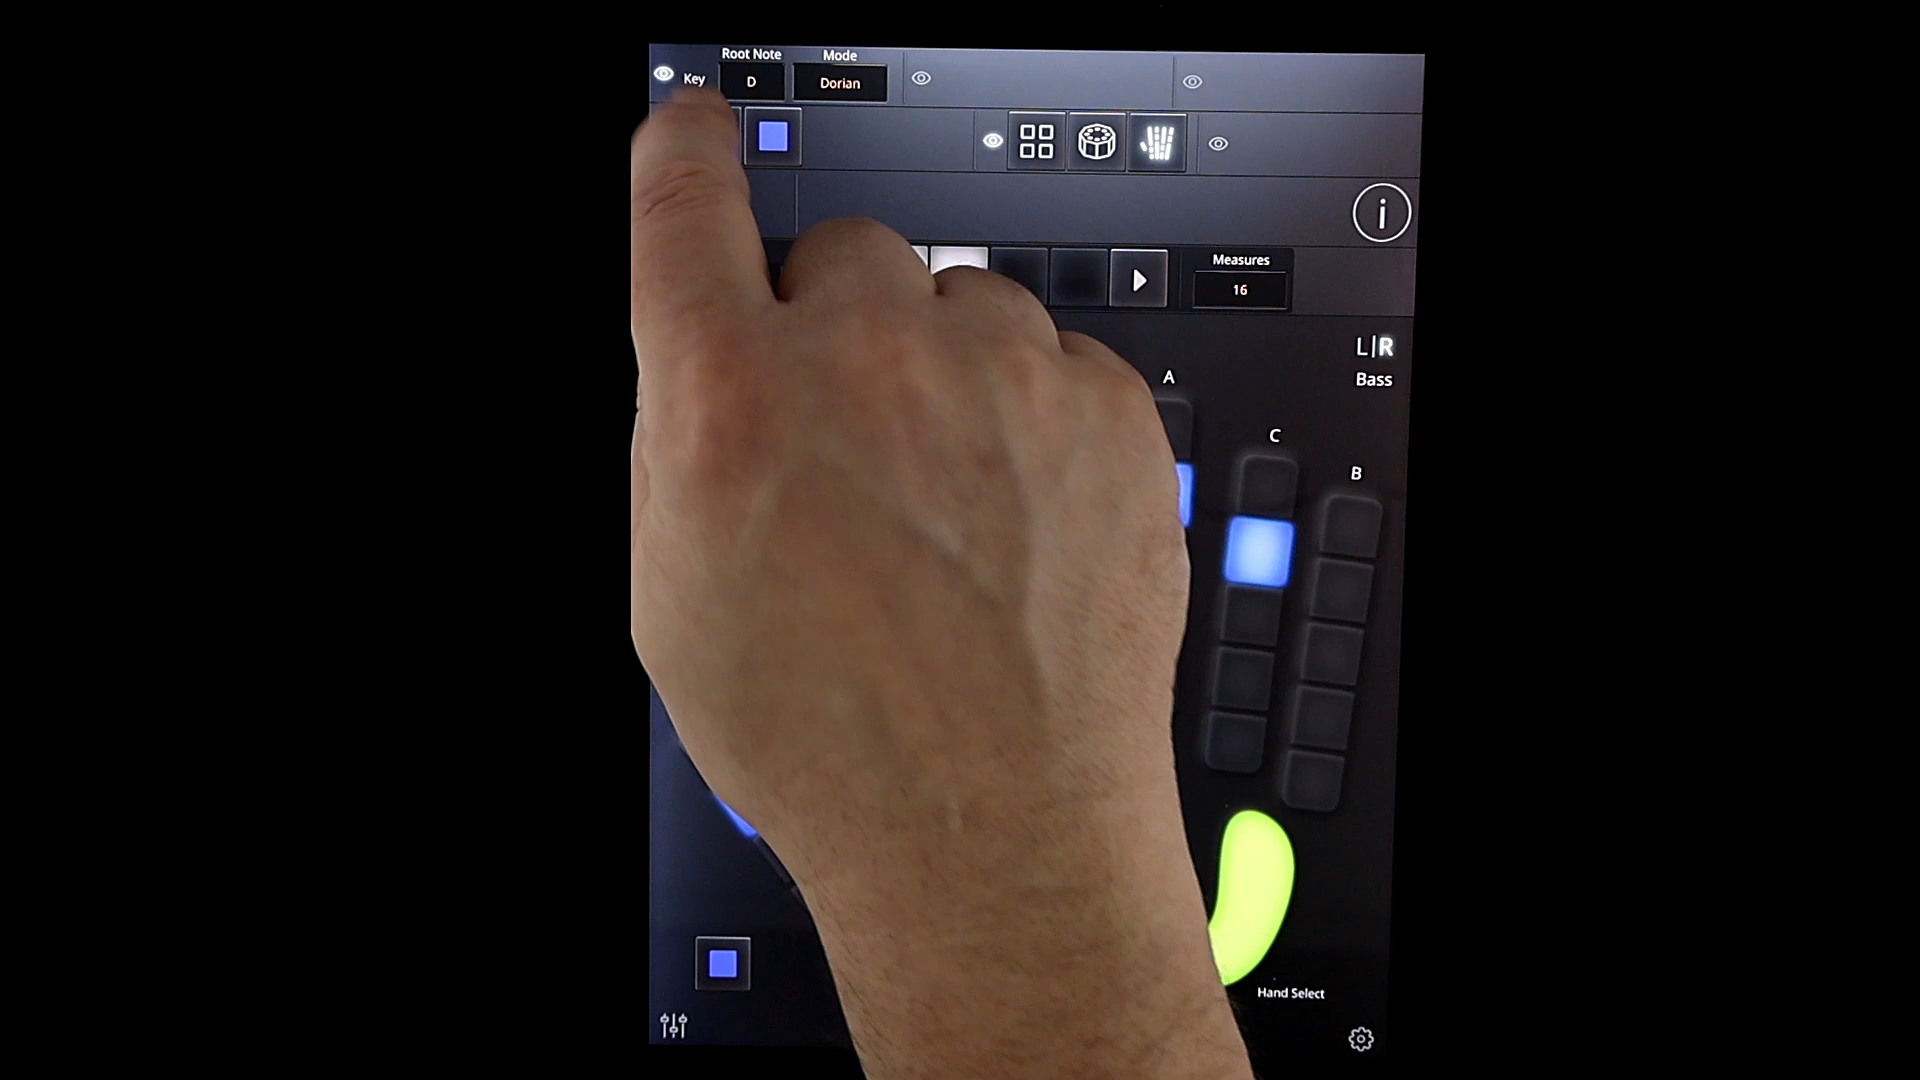 Root Note Mode
Key D Dorian
i
Measures
16
L|R
Bass
A
C
B
Hand Select